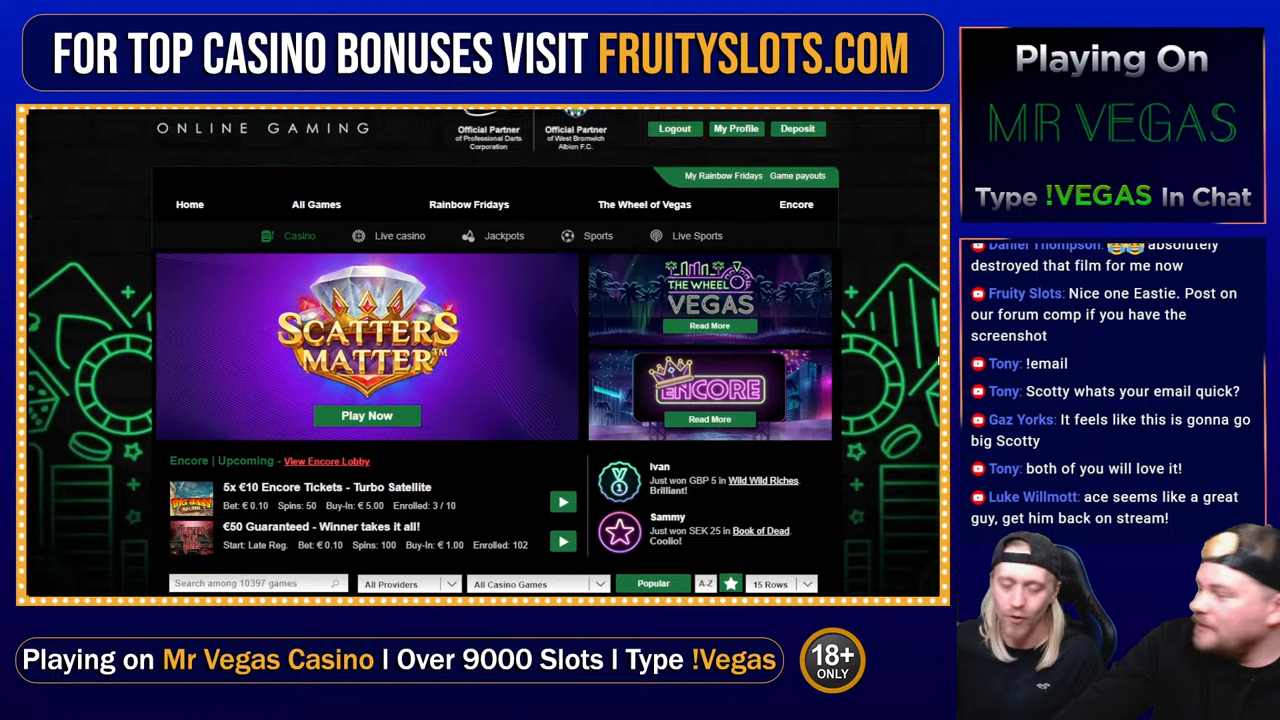 FOR TOP CASINO BONUSES VISIT FRUITYSLOTS.COM
ONLINE GAMING
Official Partner
of Professional Darts
Corporation
Official Partner
of West Bromwich
Albion F.C.
Logout
My Profile
Deposit
My Rainbow Fridays Game payouts
Home All Games Rainbow Fridays The Wheel of Vegas Encore
Casino Live casino Jackpots Sports Live Sports
SCATTERS
MATTER™
Play Now
THE WHEEL OF
VEGAS
Read More
ENCORE
Read More
Encore | Upcoming - View Encore Lobby
5x €10 Encore Tickets - Turbo Satellite
Bet: € 0.10 Spins: 50 Buy-In: € 5.00 Enrolled: 3 / 10
€50 Guaranteed - Winner takes it all!
Start: Late Reg. Bet: € 0.10 Spins: 100 Buy-In: € 1.00 Enrolled: 102
Ivan
Just won GBP 5 in Wild Wild Riches.
Brilliant!
Sammy
Just won SEK 25 in Book of Dead.
Coolio!
Search among 10397 games
All Providers
All Casino Games
Popular
A-Z
15 Rows
Playing On
MR VEGAS
Type !VEGAS In Chat
Daniel Thompson: absolutely
destroyed that film for me now
Fruity Slots: Nice one Eastie. Post on
our forum comp if you have the
screenshot
Tony: !email
Tony: Scotty whats your email quick?
Gaz Yorks: It feels like this is gonna go
big Scotty
Tony: both of you will love it!
Luke Willmott: ace seems like a great
guy, get him back on stream!
Playing on Mr Vegas Casino | Over 9000 Slots | Type !Vegas
18+
ONLY